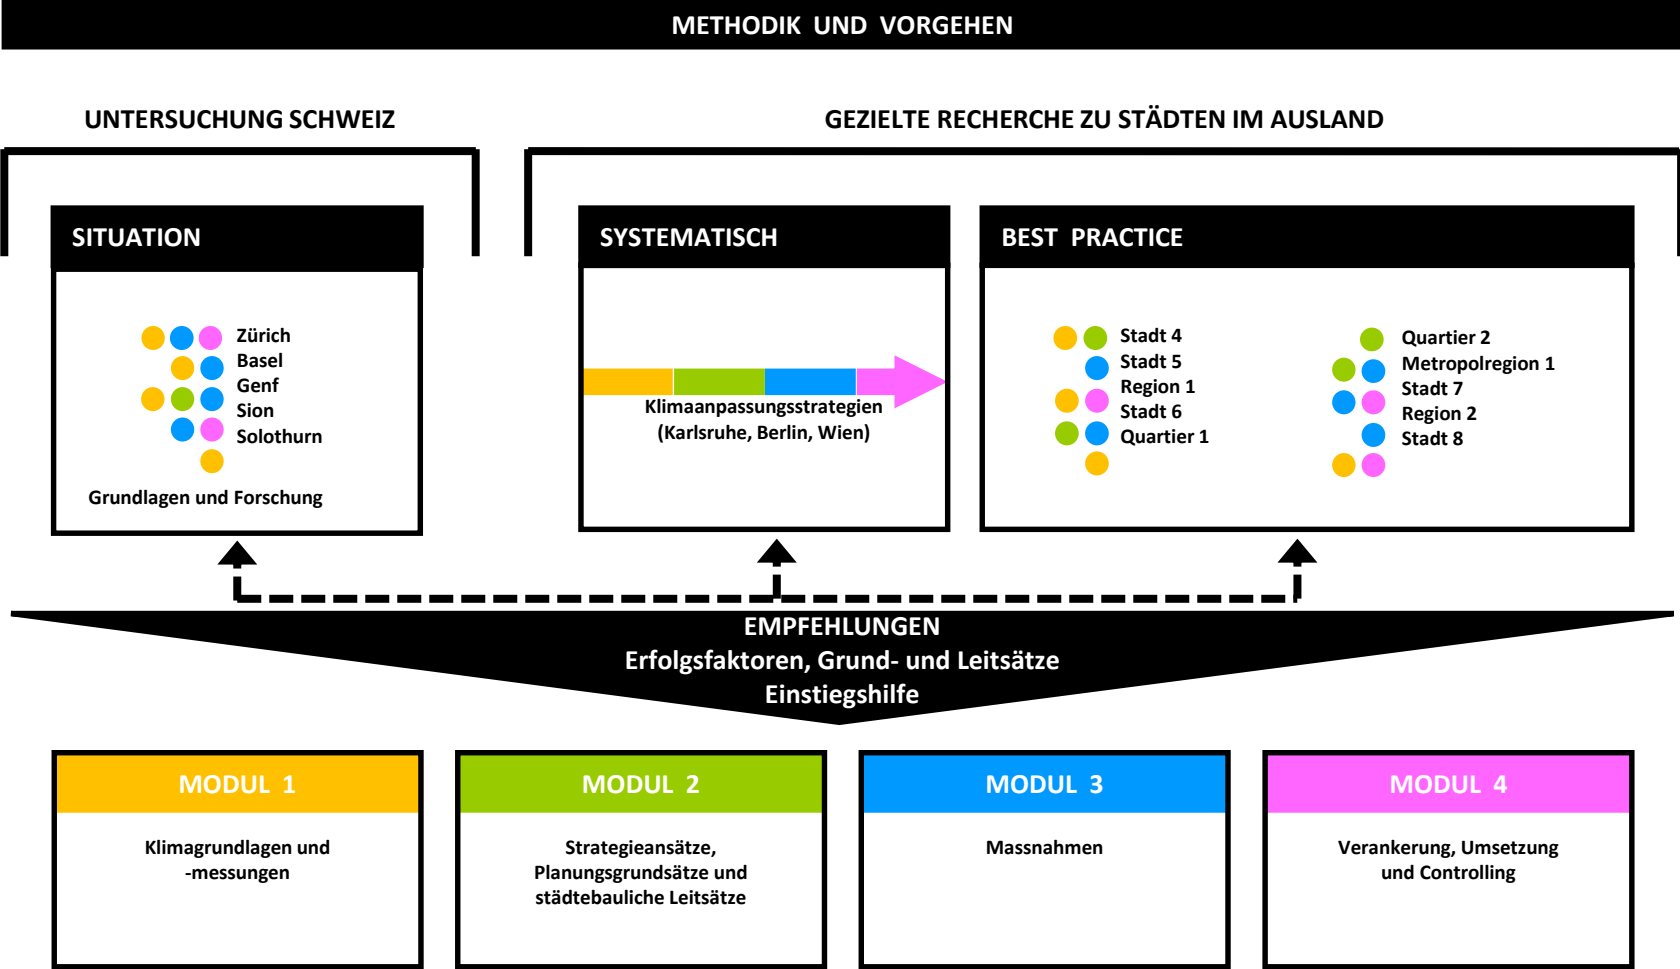 METHODIK UND VORGEHEN
UNTERSUCHUNG SCHWEIZ
GEZIELTE RECHERCHE ZU STÄDTEN IM AUSLAND
SITUATION
Zürich
Basel
Genf
Sion
Solothurn
Grundlagen und Forschung
SYSTEMATISCH
Klimaanpassungsstrategien
(Karlsruhe, Berlin, Wien)
BEST PRACTICE
Stadt 4
Stadt 5
Region 1
Stadt 6
Quartier 1
Quartier 2
Metropolregion 1
Stadt 7
Region 2
Stadt 8
EMPFEHLUNGEN
Erfolgsfaktoren, Grund- und Leitsätze
Einstiegshilfe
MODUL 1
Klimagrundlagen und
-messungen
MODUL 2
Strategieansätze,
Planungsgrundsätze und
städtebauliche Leitsätze
MODUL 3
Massnahmen
MODUL 4
Verankerung, Umsetzung
und Controlling